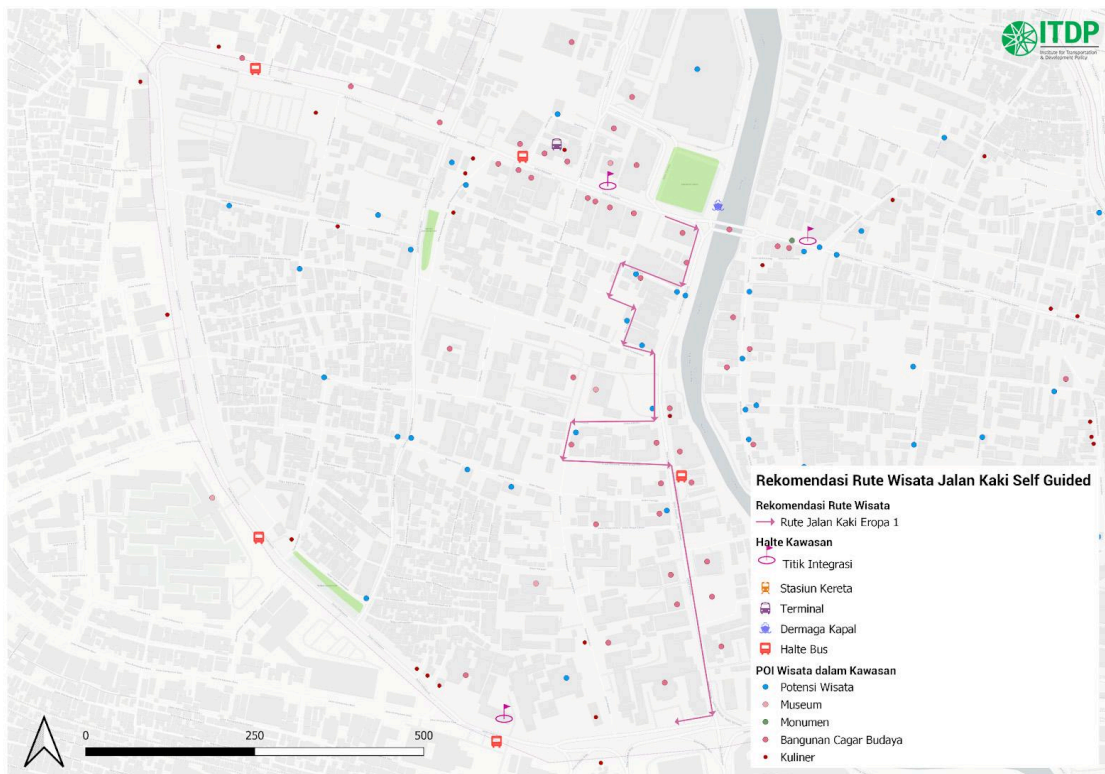 ITDP
Institute for Transportation
& Development Policy
Rekomendasi Rute Wisata Jalan Kaki Self Guided
Rekomendasi Rute Wisata
Rute Jalan Kaki Eropa 1
Halte Kawasan
Titik Integrasi
Stasiun Kereta
Terminal
Dermaga Kapal
Halte Bus
POI Wisata dalam Kawasan
Potensi Wisata
Museum
Monumen
Bangunan Cagar Budaya
Kuliner
0 250 500